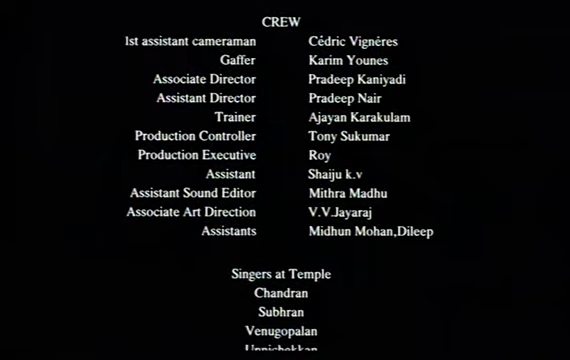 CREW
1st assistant cameraman Cédric Vignères
Gaffer Karim Younes
Associate Director Pradeep Kaniyadi
Assistant Director Pradeep Nair
Trainer Ajayan Karakulam
Production Controller Tony Sukumar
Production Executive Roy
Assistant Shaiju k.v
Assistant Sound Editor Mithra Madhu
Associate Art Direction V.V.Jayaraj
Assistants Midhun Mohan,Dileep
Singers at Temple
Chandran
Subhran
Venugopalan